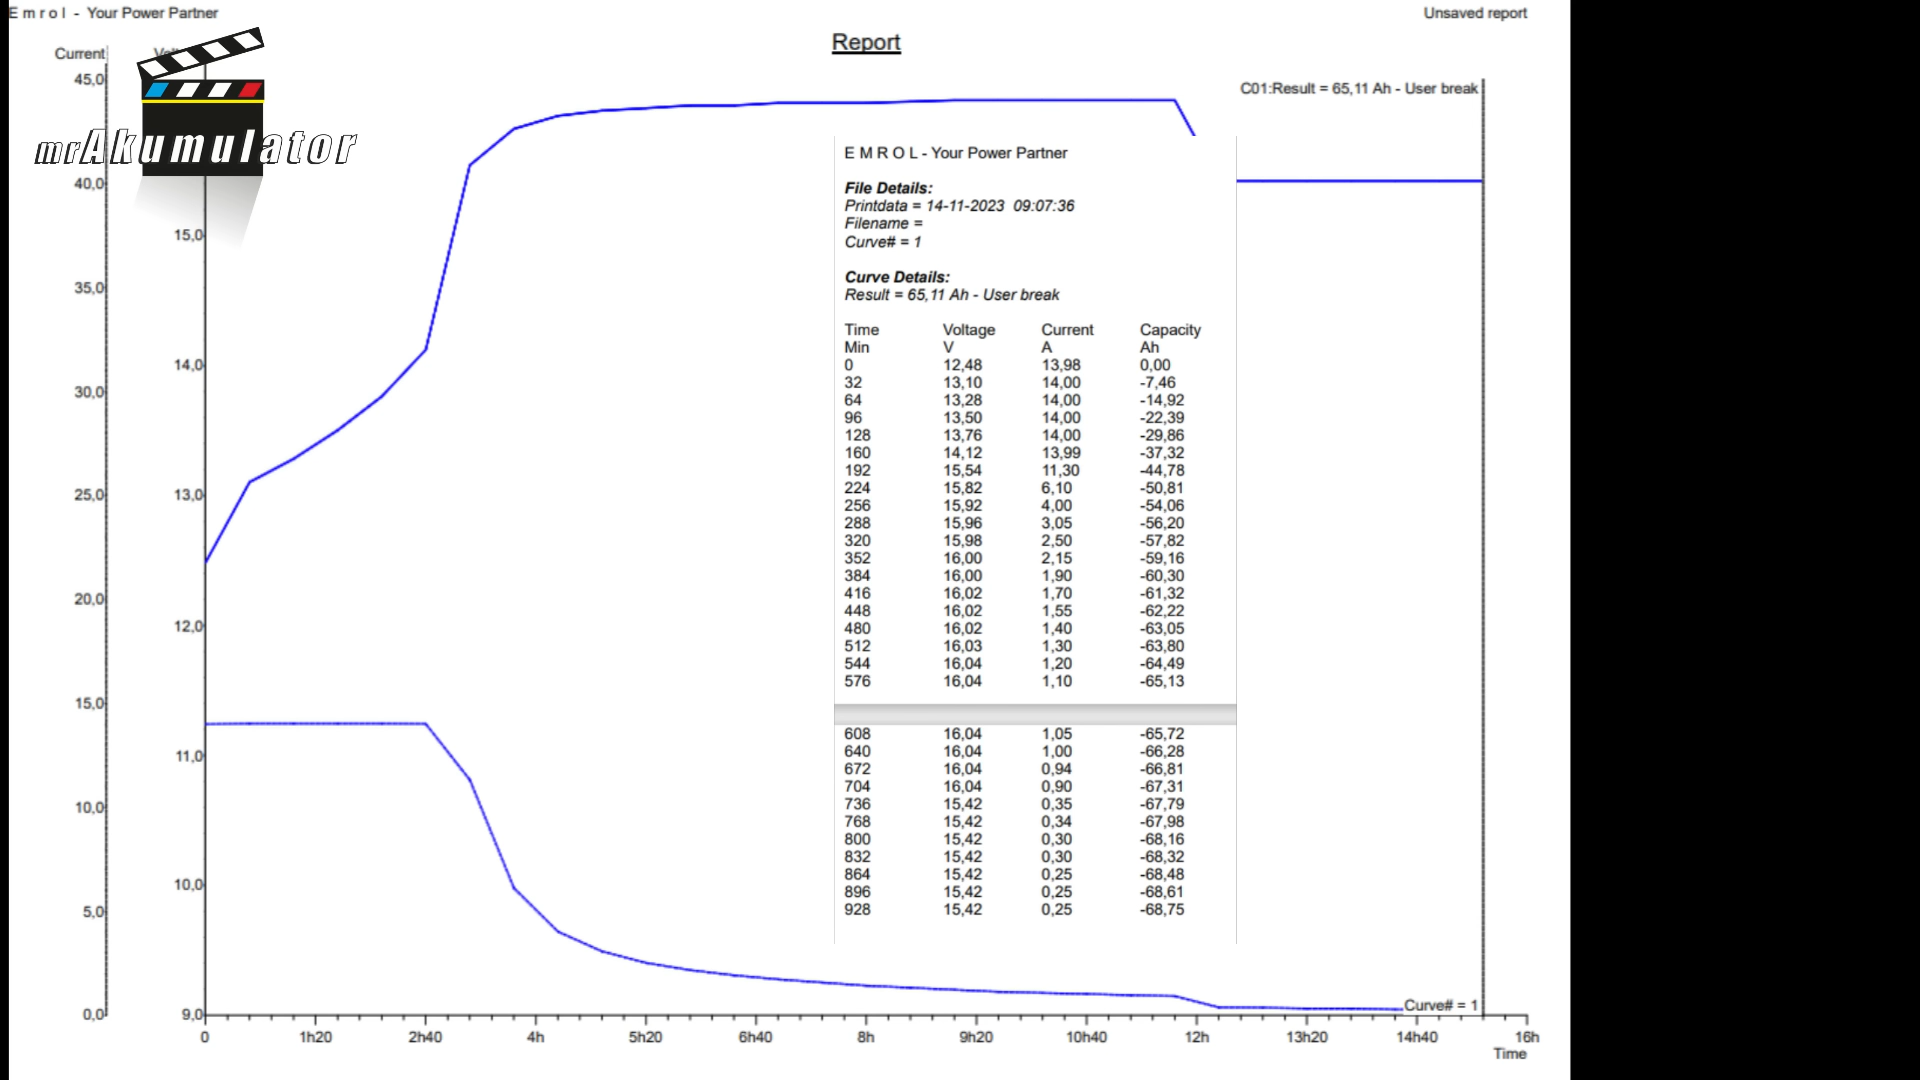 E m r o l - Your Power Partner
Unsaved report
Report
Current
mrAkumulator
C01:Result = 65,11 Ah - User break
45,0
40,0
35,0
30,0
25,0
20,0
15,0
10,0
5,0
0,0
15,0
14,0
13,0
12,0
11,0
10,0
9,0
E M R O L - Your Power Partner
File Details:
Printdata = 14-11-2023 09:07:36
Filename =
Curve# = 1
Curve Details:
Result = 65,11 Ah - User break
Time Voltage Current Capacity
Min V A Ah
0 12,48 13,98 0,00
32 13,10 14,00 -7,46
64 13,28 14,00 -14,92
96 13,50 14,00 -22,39
128 13,76 14,00 -29,86
160 14,12 13,99 -37,32
192 15,54 11,30 -44,78
224 15,82 6,10 -50,81
256 15,92 4,00 -54,06
288 15,96 3,05 -56,20
320 15,98 2,50 -57,82
352 16,00 2,15 -59,16
384 16,00 1,90 -60,30
416 16,02 1,70 -61,32
448 16,02 1,55 -62,22
480 16,02 1,40 -63,05
512 16,03 1,30 -63,80
544 16,04 1,20 -64,49
576 16,04 1,10 -65,13
608 16,04 1,05 -65,72
640 16,04 1,00 -66,28
672 16,04 0,94 -66,81
704 16,04 0,90 -67,31
736 15,42 0,35 -67,79
768 15,42 0,34 -67,98
800 15,42 0,30 -68,16
832 15,42 0,30 -68,32
864 15,42 0,25 -68,48
896 15,42 0,25 -68,61
928 15,42 0,25 -68,75
Curve# = 1
0 1h20 2h40 4h 5h20 6h40 8h 9h20 10h40 12h 13h20 14h40 16h
Time